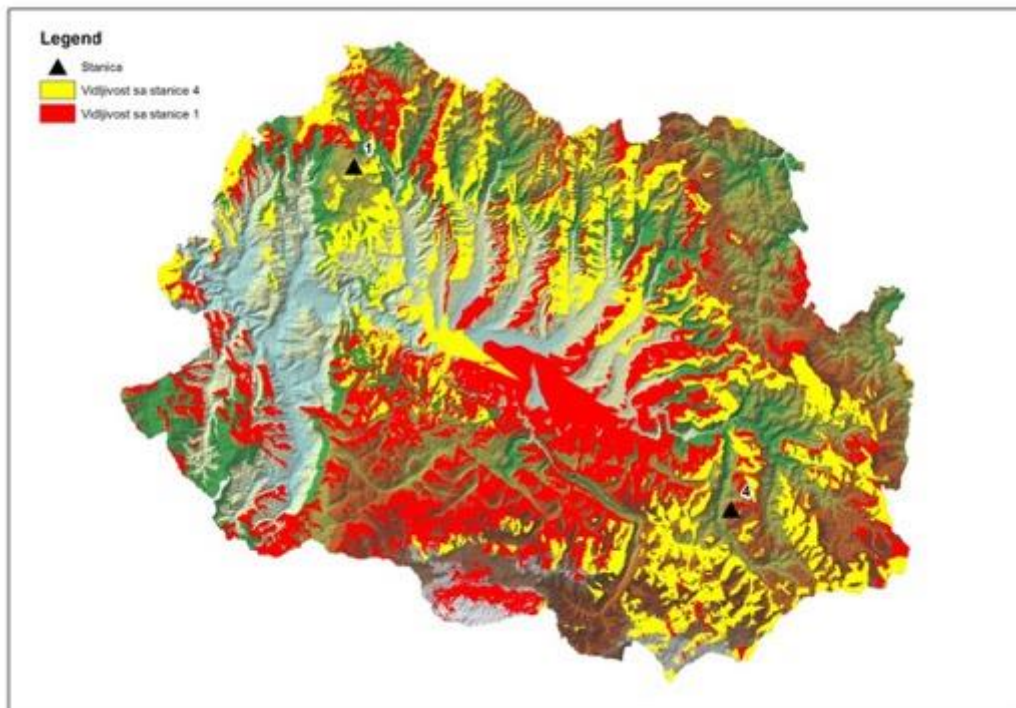 Legend
Stanica
Vidljivost sa stanice 4
Vidljivost sa stanice 1
1
4